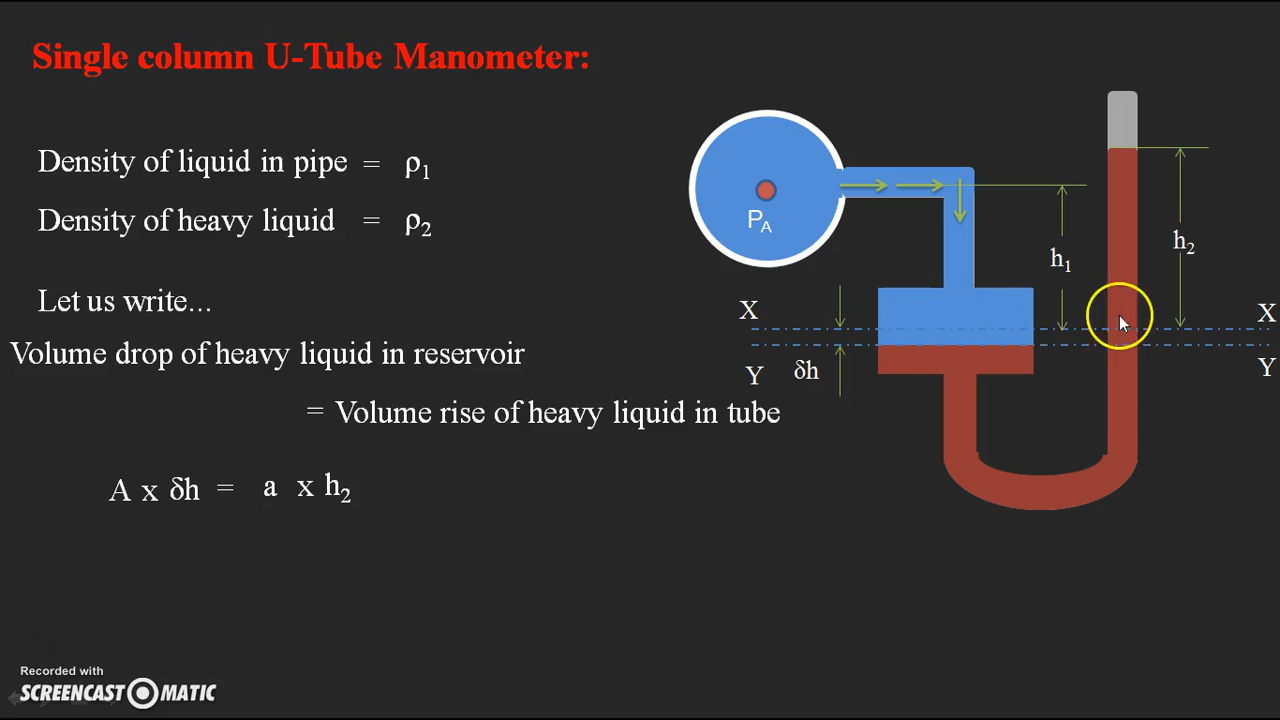 Single column U-Tube Manometer:
Density of liquid in pipe = ρ₁
Density of heavy liquid = ρ₂
Let us write...
Volume drop of heavy liquid in reservoir
= Volume rise of heavy liquid in tube
A x δh = a x h₂
P_A
h₁
h₂
X
X
Y
δh
Y
Recorded with
SCREENCAST MATIC